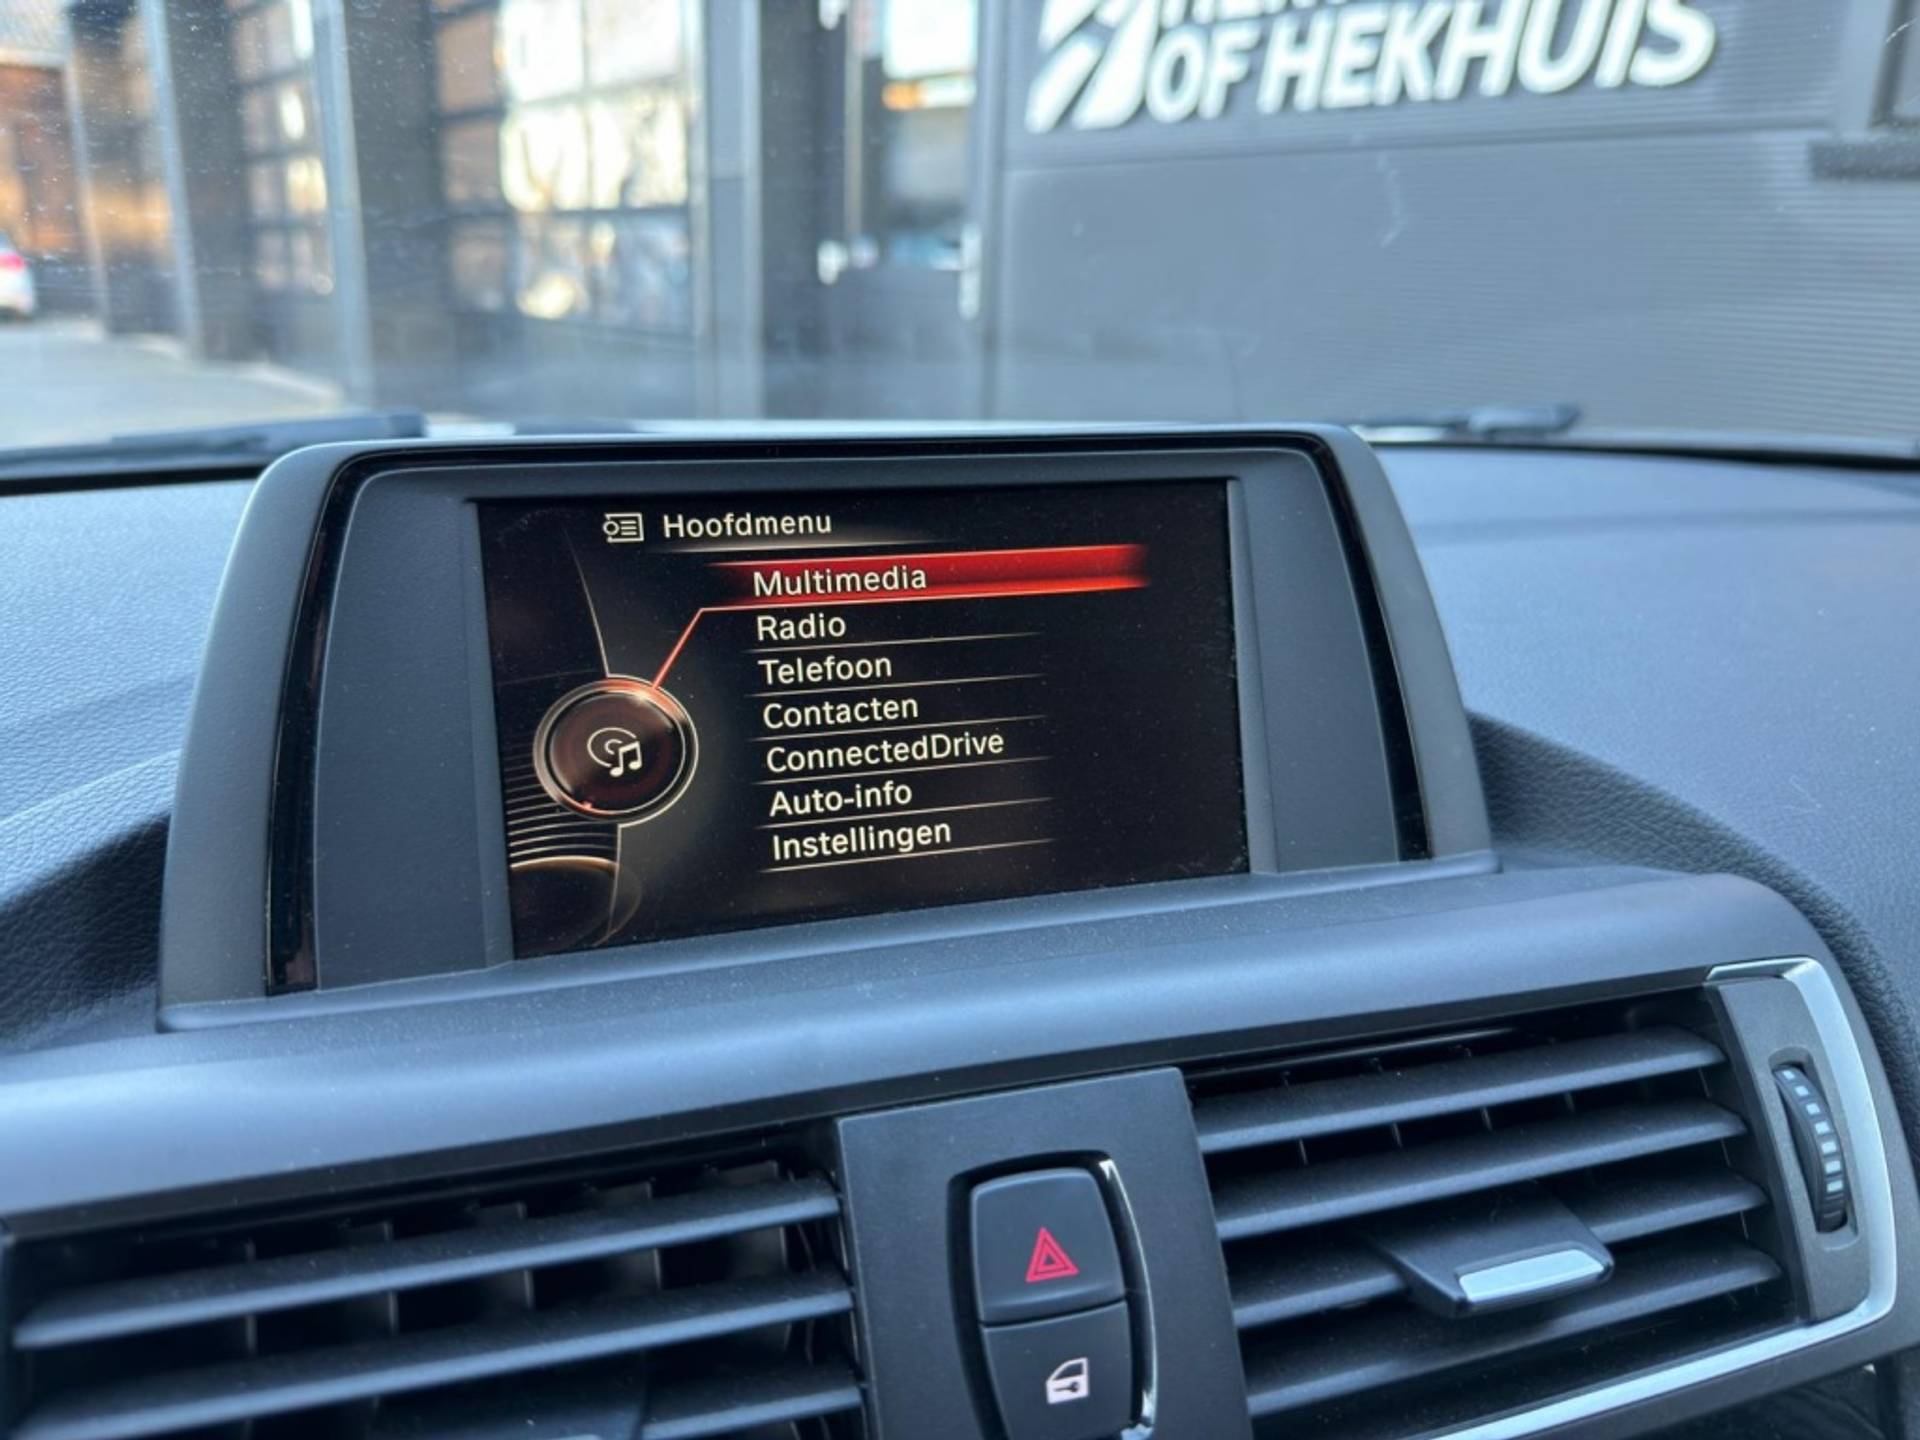 OF HEKHUIS
Hoofdmenu
Multimedia
Radio
Telefoon
Contacten
ConnectedDrive
Auto-info
Instellingen